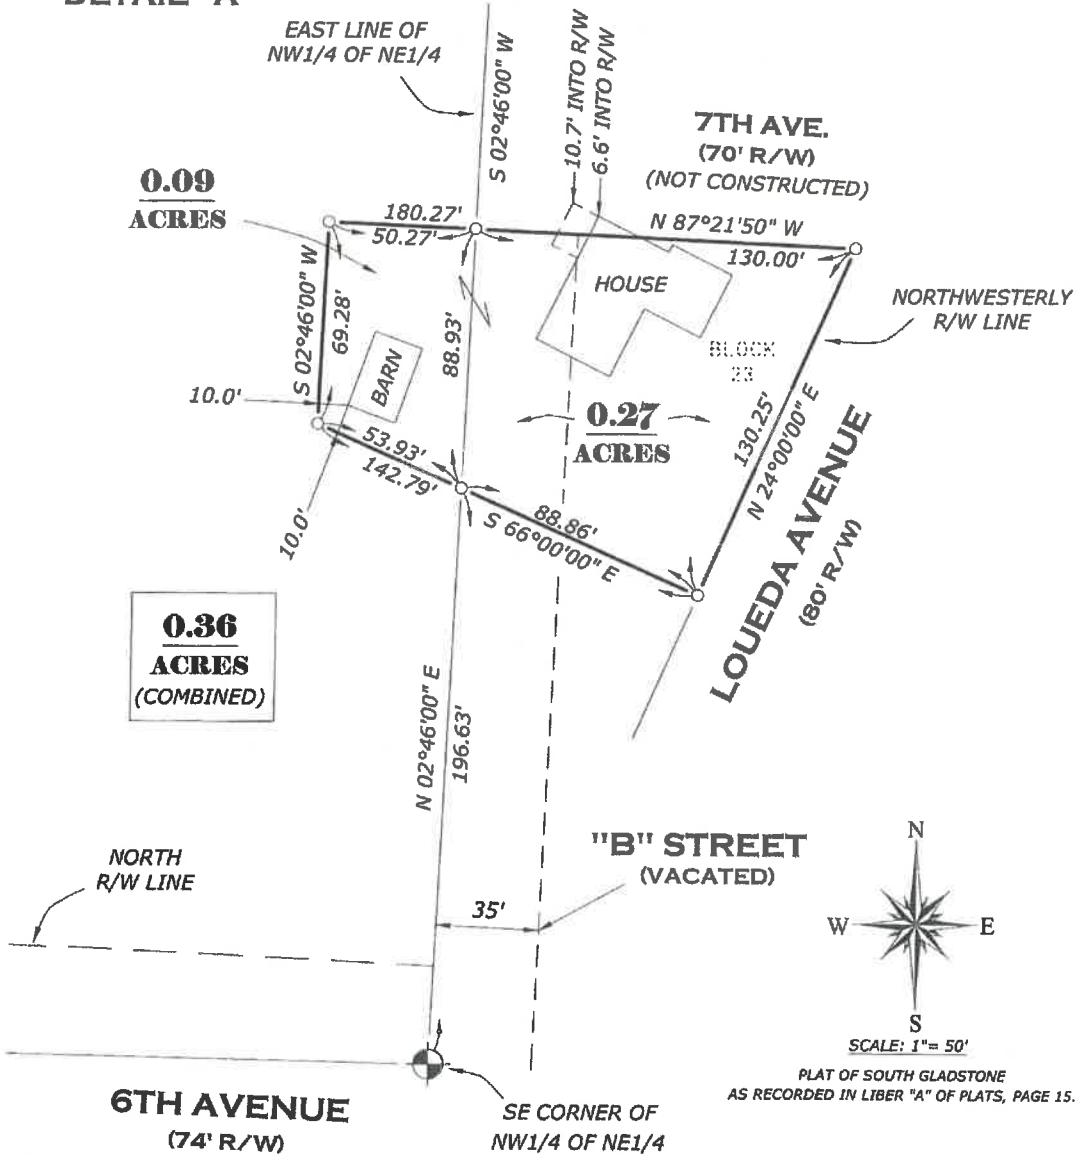 DETAIL "A"
EAST LINE OF
NW1/4 OF NE1/4
S 02°46'00" W
10.7' INTO R/W
6.6' INTO R/W
7TH AVE.
(70' R/W)
(NOT CONSTRUCTED)
0.09
ACRES
180.27'
50.27'
N 87°21'50" W
130.00'
HOUSE
NORTHWESTERLY
R/W LINE
S 02°46'00" W
69.28'
88.93'
BARN
BLOCK
23
10.0'
0.27
ACRES
130.25'
N 24°00'00" E
53.93'
142.79'
10.0'
88.86'
S 66°00'00" E
LOUEDA AVENUE
(80' R/W)
0.36
ACRES
(COMBINED)
N 02°46'00" E
196.63'
"B" STREET
(VACATED)
NORTH
R/W LINE
35'
N
W
E
S
SCALE: 1"= 50'
PLAT OF SOUTH GLADSTONE
AS RECORDED IN LIBER "A" OF PLATS, PAGE 15.
6TH AVENUE
(74' R/W)
SE CORNER OF
NW1/4 OF NE1/4